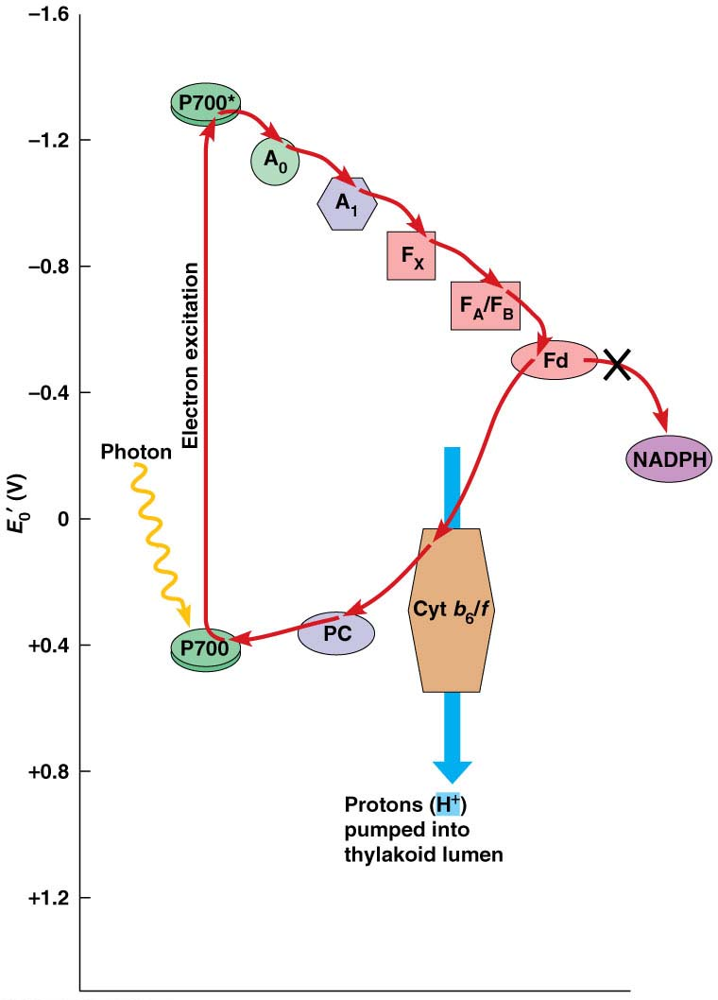 –1.6
P700*
–1.2
A0
A1
–0.8
FX
FA/FB
Electron excitation
Fd
–0.4
Photon
NADPH
E0′ (V)
0
Cyt b6/f
PC
+0.4
P700
+0.8
Protons (H+)
pumped into
thylakoid lumen
+1.2